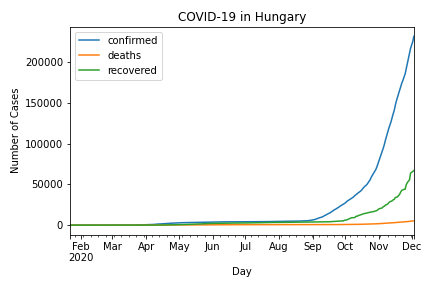 COVID-19 in Hungary
confirmed
deaths
recovered
Number of Cases
200000
150000
100000
50000
0
Feb Mar Apr May Jun Jul Aug Sep Oct Nov Dec
2020
Day